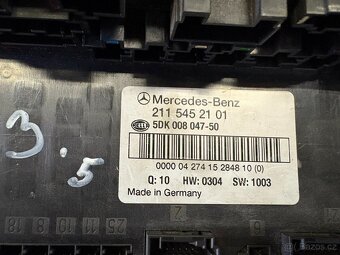 Mercedes-Benz
211 545 21 01
5DK 008 047-50
0000 04 274 15 2848 10 (0)
Q: 10 HW: 0304 SW: 1003
Made in Germany
3.5